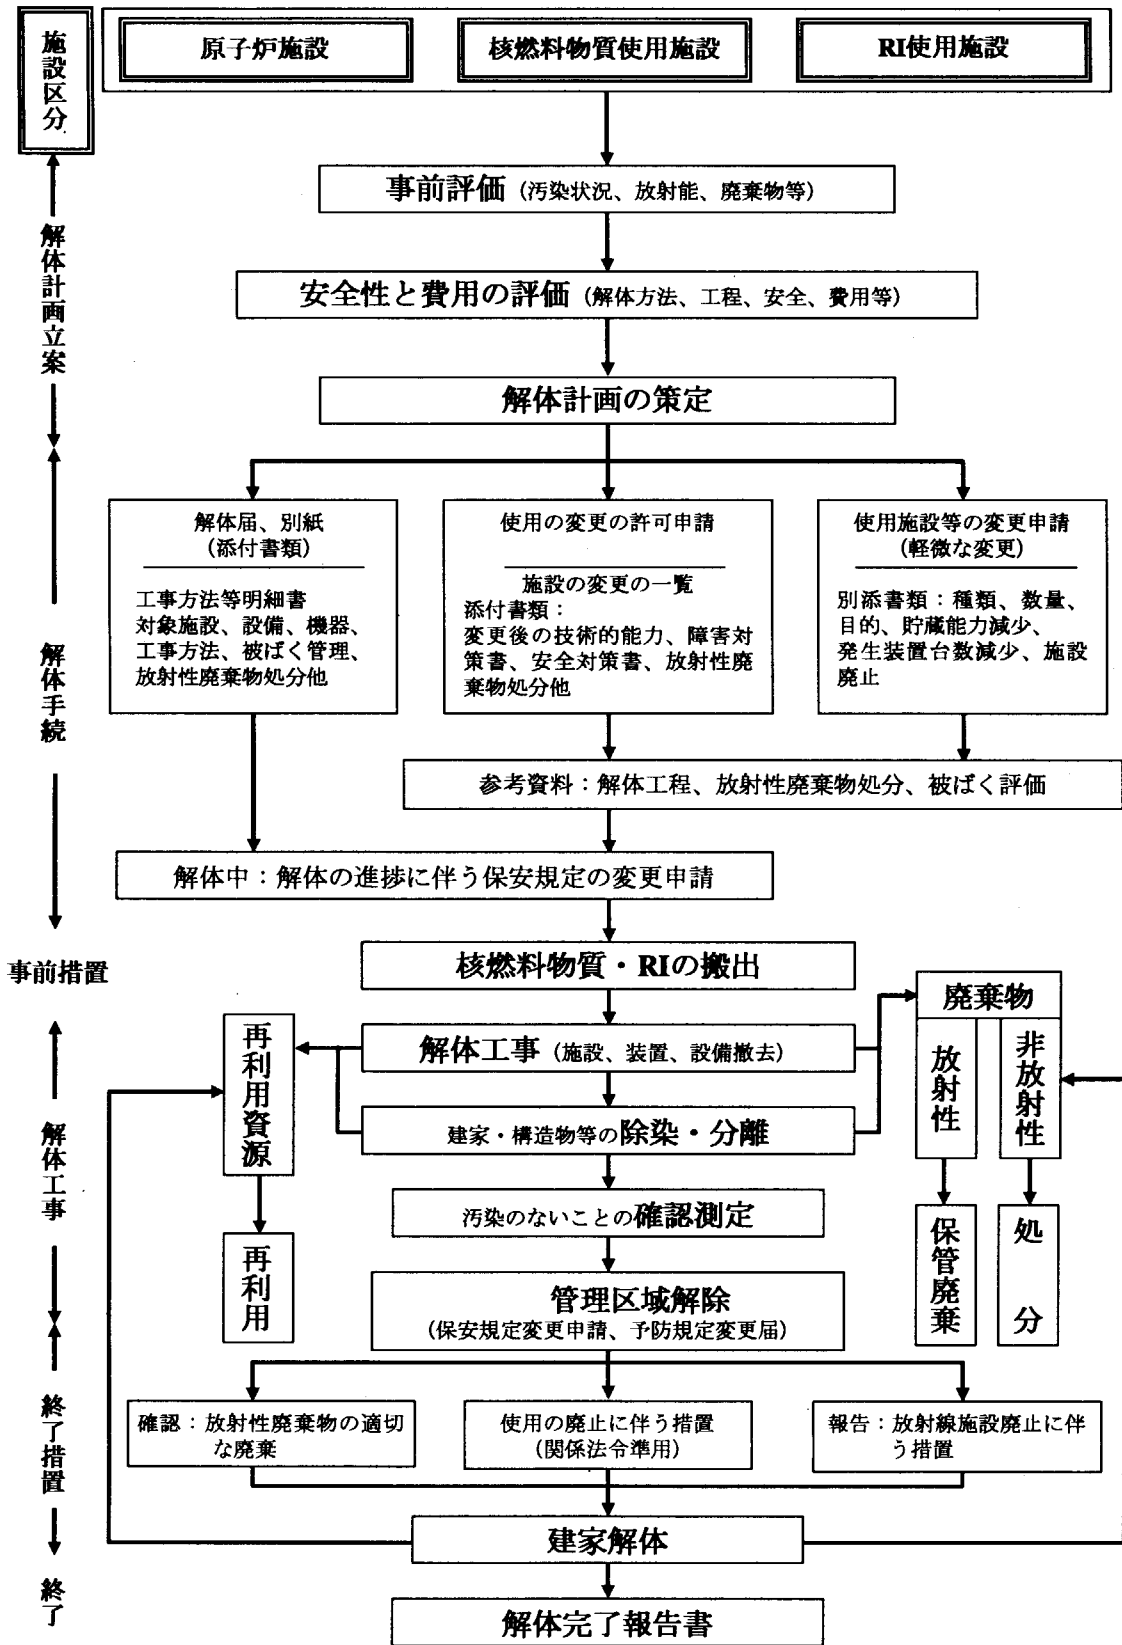 施設区分
原子炉施設
核燃料物質使用施設
RI使用施設
事前評価（汚染状況、放射能、廃棄物等）
解体計画立案
安全性と費用の評価（解体方法、工程、安全、費用等）
解体計画の策定
解体手続
解体届、別紙
（添付書類）
工事方法等明細書
対象施設、設備、機器、
工事方法、被ばく管理、
放射性廃棄物処分他
使用の変更の許可申請
施設の変更の一覧
添付書類：
変更後の技術的能力、障害対
策書、安全対策書、放射性廃
棄物処分他
使用施設等の変更申請
（軽微な変更）
別添書類：種類、数量、
目的、貯蔵能力減少、
発生装置台数減少、施設
廃止
参考資料：解体工程、放射性廃棄物処分、被ばく評価
解体中：解体の進捗に伴う保安規定の変更申請
事前措置
核燃料物質・RIの搬出
解体工事
解体工事（施設、装置、設備撤去）
建家・構造物等の除染・分離
再利用資源
再利用
廃棄物
放射性
非放射性
保管廃棄
処分
汚染のないことの確認測定
管理区域解除
（保安規定変更申請、予防規定変更届）
終了措置
確認：放射性廃棄物の適切
な廃棄
使用の廃止に伴う措置
（関係法令準用）
報告：放射線施設廃止に伴
う措置
建家解体
終了
解体完了報告書